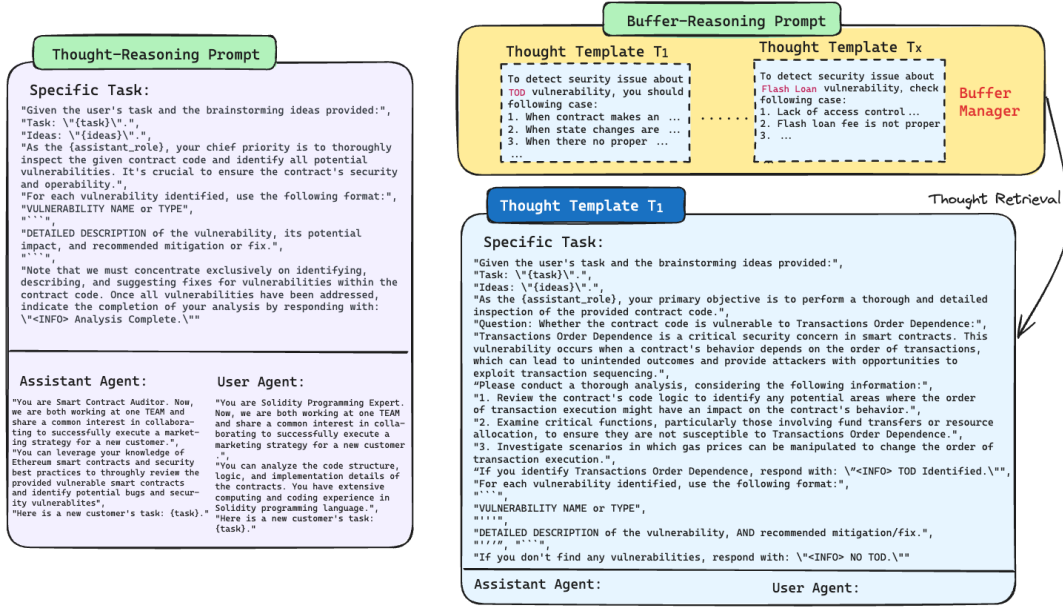 Thought-Reasoning Prompt
Specific Task:
"Given the user's task and the brainstorming ideas provided:",
"Task: \"{task}\".",
"Ideas: \"{ideas}\".",
"As the {assistant_role}, your chief priority is to thoroughly
inspect the given contract code and identify all potential
vulnerabilities. It's crucial to ensure the contract's security
and operability.",
"For each vulnerability identified, use the following format:",
"VULNERABILITY NAME or TYPE",
"```",
"DETAILED DESCRIPTION of the vulnerability, its potential
impact, and recommended mitigation or fix.",
"```",
"Note that we must concentrate exclusively on identifying,
describing, and suggesting fixes for vulnerabilities within the
contract code. Once all vulnerabilities have been addressed,
indicate the completion of your analysis by responding with:
\"<INFO> Analysis Complete.\""
Assistant Agent:
"You are Smart Contract Auditor. Now,
we are both working at one TEAM and
share a common interest in collabora-
ting to successfully execute a market-
ing strategy for a new customer.",
"You can leverage your knowledge of
Ethereum smart contracts and security
best practices to throughly review the
provided vulnerable smart contracts
and identify potential bugs and secur-
ity vulnerablites",
"Here is a new customer's task: {task}."
User Agent:
"You are Solidity Programming Expert.
Now, we are both working at one TEAM
and share a common interest in colla-
borating to successfully execute a
marketing strategy for a new customer
.",
"You can analyze the code structure,
logic, and implementation details of
the contracts. You have extensive
computing and coding experience in
Solidity programming language.",
"Here is a new customer's task:
{task}."
Buffer-Reasoning Prompt
Thought Template T1
To detect seurity issue about
TOD vulnerability, you should
following case:
1. When contract makes an ...
2. When state changes are ...
3. When there no proper ...
...
......
Thought Template Tx
To detect security issue about
Flash Loan vulnerability, check
following case:
1. Lack of access control...
2. Flash loan fee is not proper
3. ...
...
Buffer
Manager
Thought Retrieval
Thought Template T1
Specific Task:
"Given the user's task and the brainstorming ideas provided:",
"Task: \"{task}\".",
"Ideas: \"{ideas}\".",
"As the {assistant_role}, your primary objective is to perform a thorough and detailed
inspection of the provided contract code.",
"Question: Whether the contract code is vulnerable to Transactions Order Dependence:",
"Transactions Order Dependence is a critical security concern in smart contracts. This
vulnerability occurs when a contract's behavior depends on the order of transactions,
which can lead to unintended outcomes and provide attackers with opportunities to
exploit transaction sequencing.",
“Please conduct a thorough analysis, considering the following information:",
"1. Review the contract's code logic to identify any potential areas where the order
of transaction execution might have an impact on the contract's behavior.",
"2. Examine critical functions, particularly those involving fund transfers or resource
allocation, to ensure they are not susceptible to Transactions Order Dependence.",
"3. Investigate scenarios in which gas prices can be manipulated to change the order of
transaction execution.",
“If you identify Transactions Order Dependence, respond with: \”<INFO> TOD Identified.\"",
"For each vulnerability identified, use the following format:",
"```",
"VULNERABILITY NAME or TYPE",
"'''",
"DETAILED DESCRIPTION of the vulnerability, AND recommended mitigation/fix.",
"'’’”, "```",
"If you don't find any vulnerabilities, respond with: \"<INFO> NO TOD.\""
Assistant Agent:
User Agent: